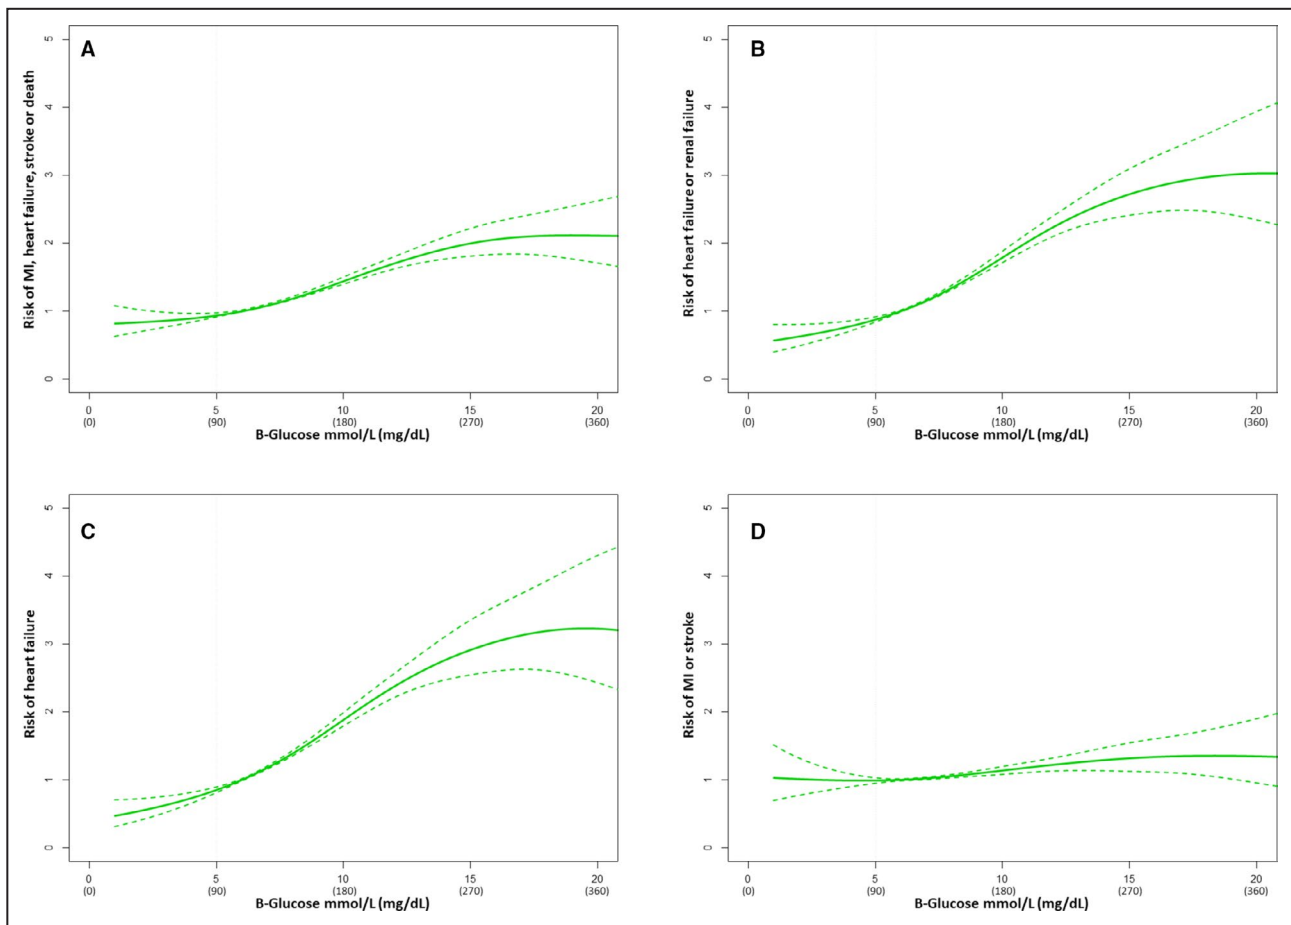 A
Risk of MI, heart failure, stroke or death
5
4
3
2
1
0
0 5 10 15 20
(0) (90) (180) (270) (360)
B-Glucose mmol/L (mg/dL)
B
Risk of heart failure or renal failure
5
4
3
2
1
0
0 5 10 15 20
(0) (90) (180) (270) (360)
B-Glucose mmol/L (mg/dL)
C
Risk of heart failure
5
4
3
2
1
0
0 5 10 15 20
(0) (90) (180) (270) (360)
B-Glucose mmol/L (mg/dL)
D
Risk of MI or stroke
5
4
3
2
1
0
0 5 10 15 20
(0) (90) (180) (270) (360)
B-Glucose mmol/L (mg/dL)